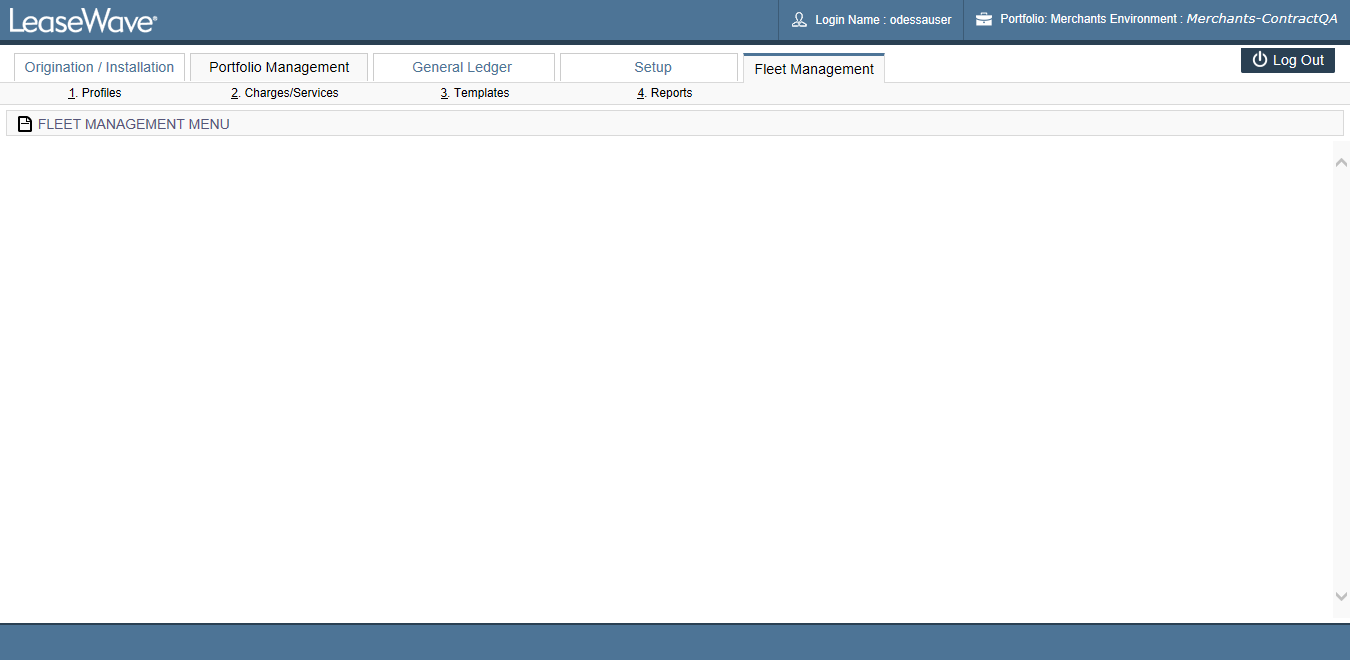 LeaseWave®
Login Name : odessauser
Portfolio: Merchants Environment : Merchants-ContractQA
Origination / Installation
Portfolio Management
General Ledger
Setup
Fleet Management
Log Out
1. Profiles
2. Charges/Services
3. Templates
4. Reports
FLEET MANAGEMENT MENU